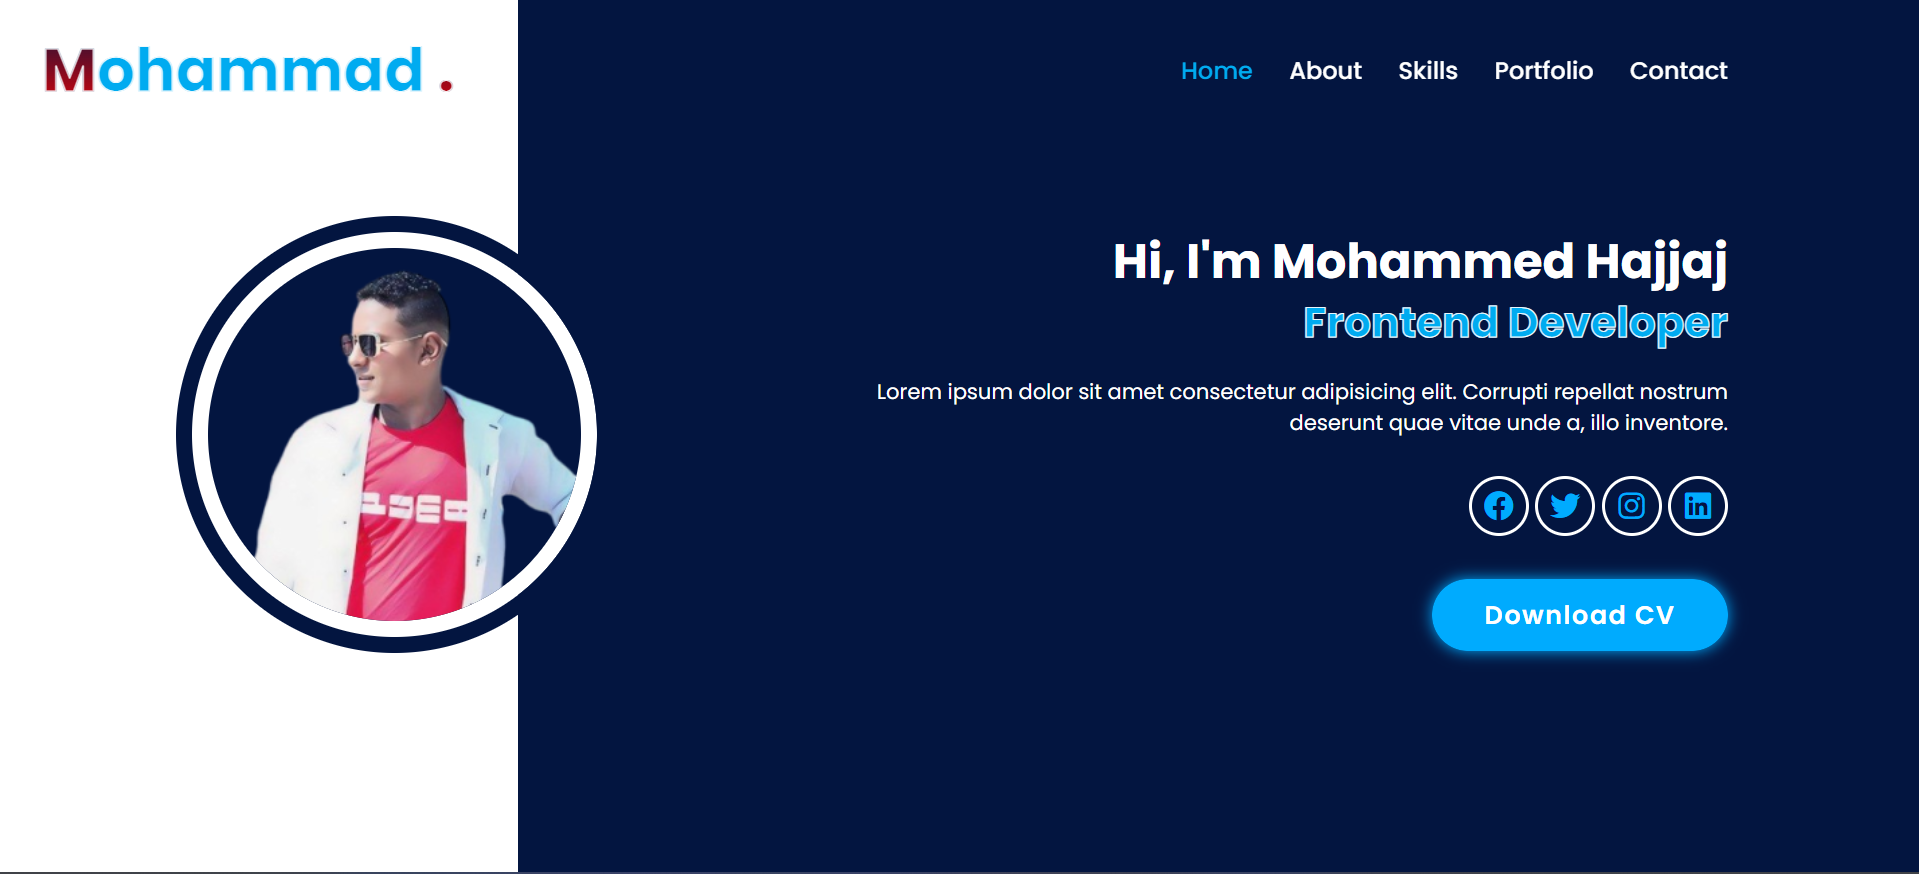 Mohammad .
Home About Skills Portfolio Contact
Hi, I'm Mohammed Hajjaj
Frontend Developer
Lorem ipsum dolor sit amet consectetur adipisicing elit. Corrupti repellat nostrum
deserunt quae vitae unde a, illo inventore.
Download CV